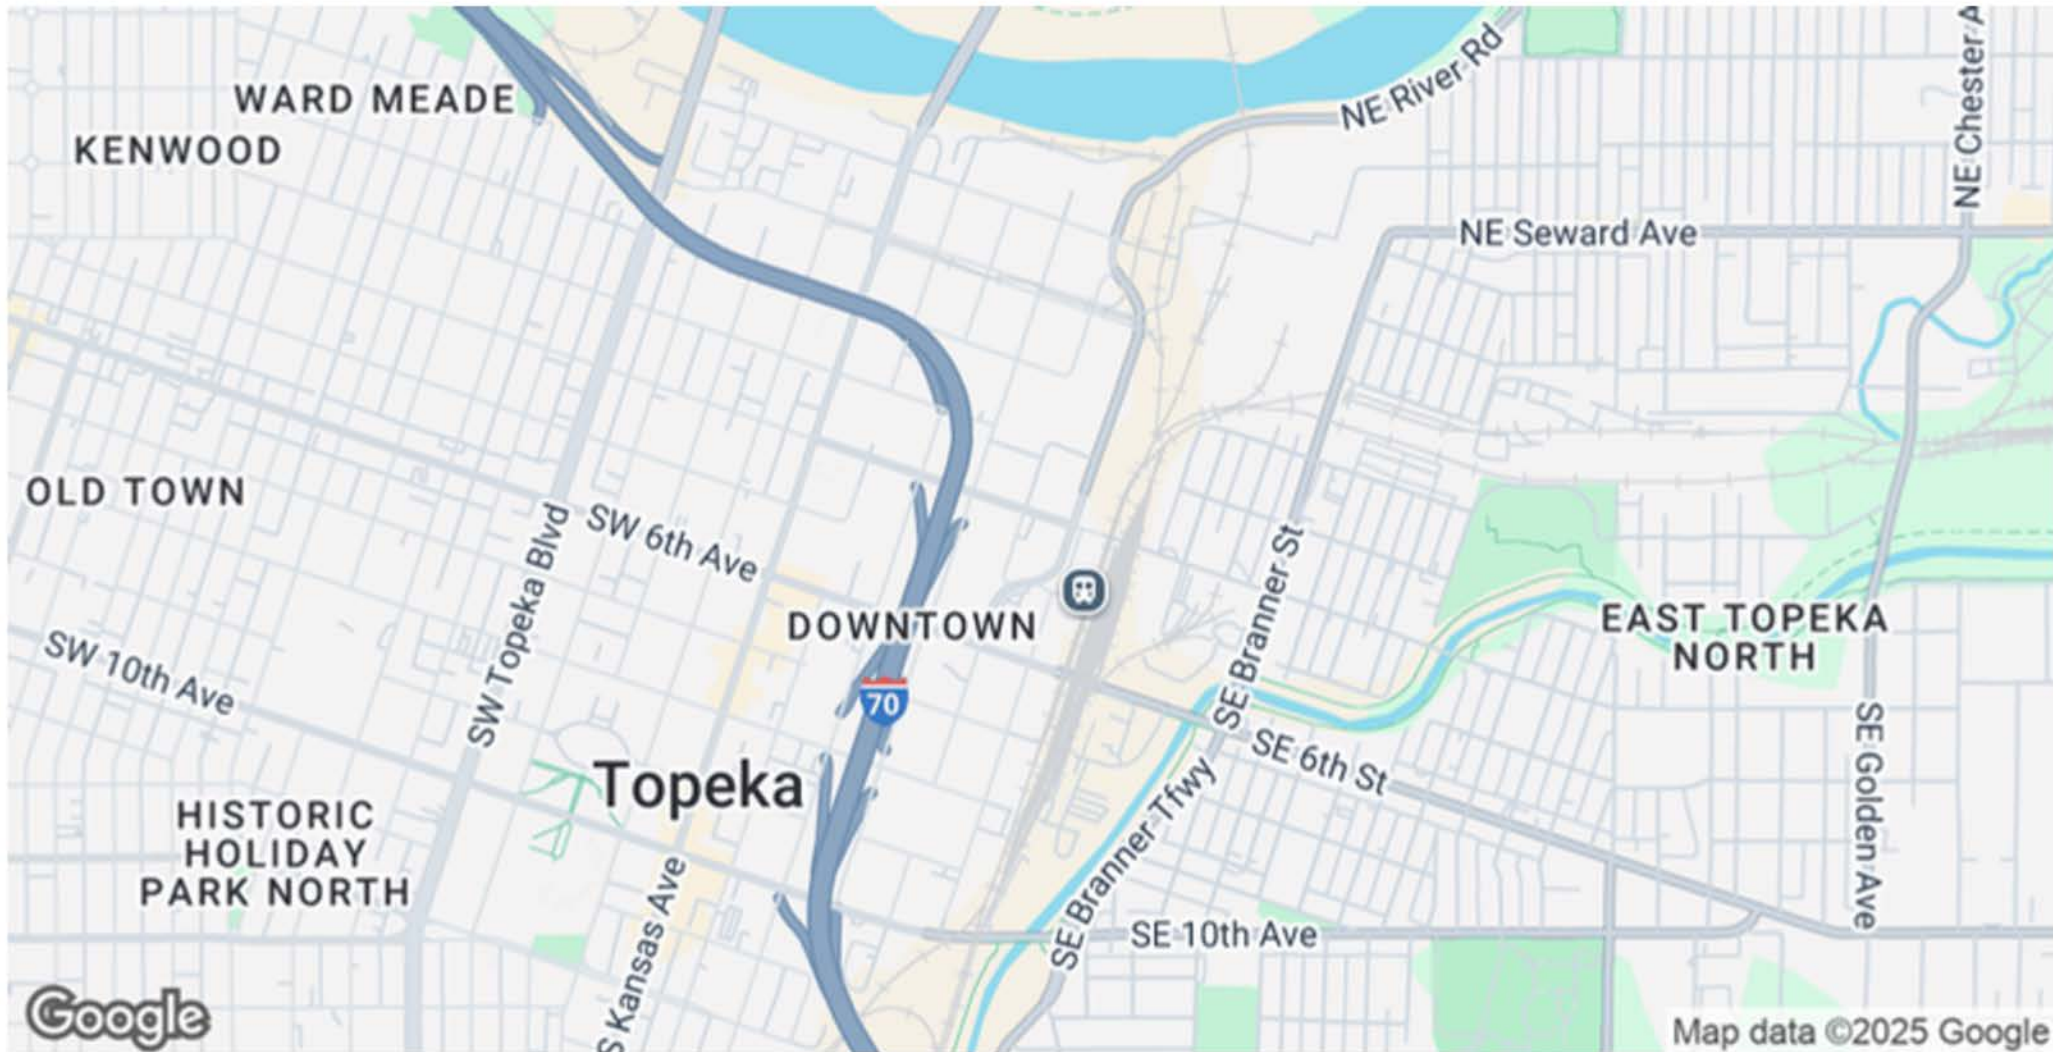 WARD MEADE
KENWOOD
NE River Rd
NE Chester A
NE Seward Ave
OLD TOWN
SW 6th Ave
SW Topeka Blvd
DOWNTOWN
SE Branner St
EAST TOPEKA
NORTH
SW 10th Ave
70
SE 6th St
Topeka
SE Branner Tfwy
SE Golden Ave
HISTORIC
HOLIDAY
PARK NORTH
S Kansas Ave
SE 10th Ave
Google
Map data ©2025 Google